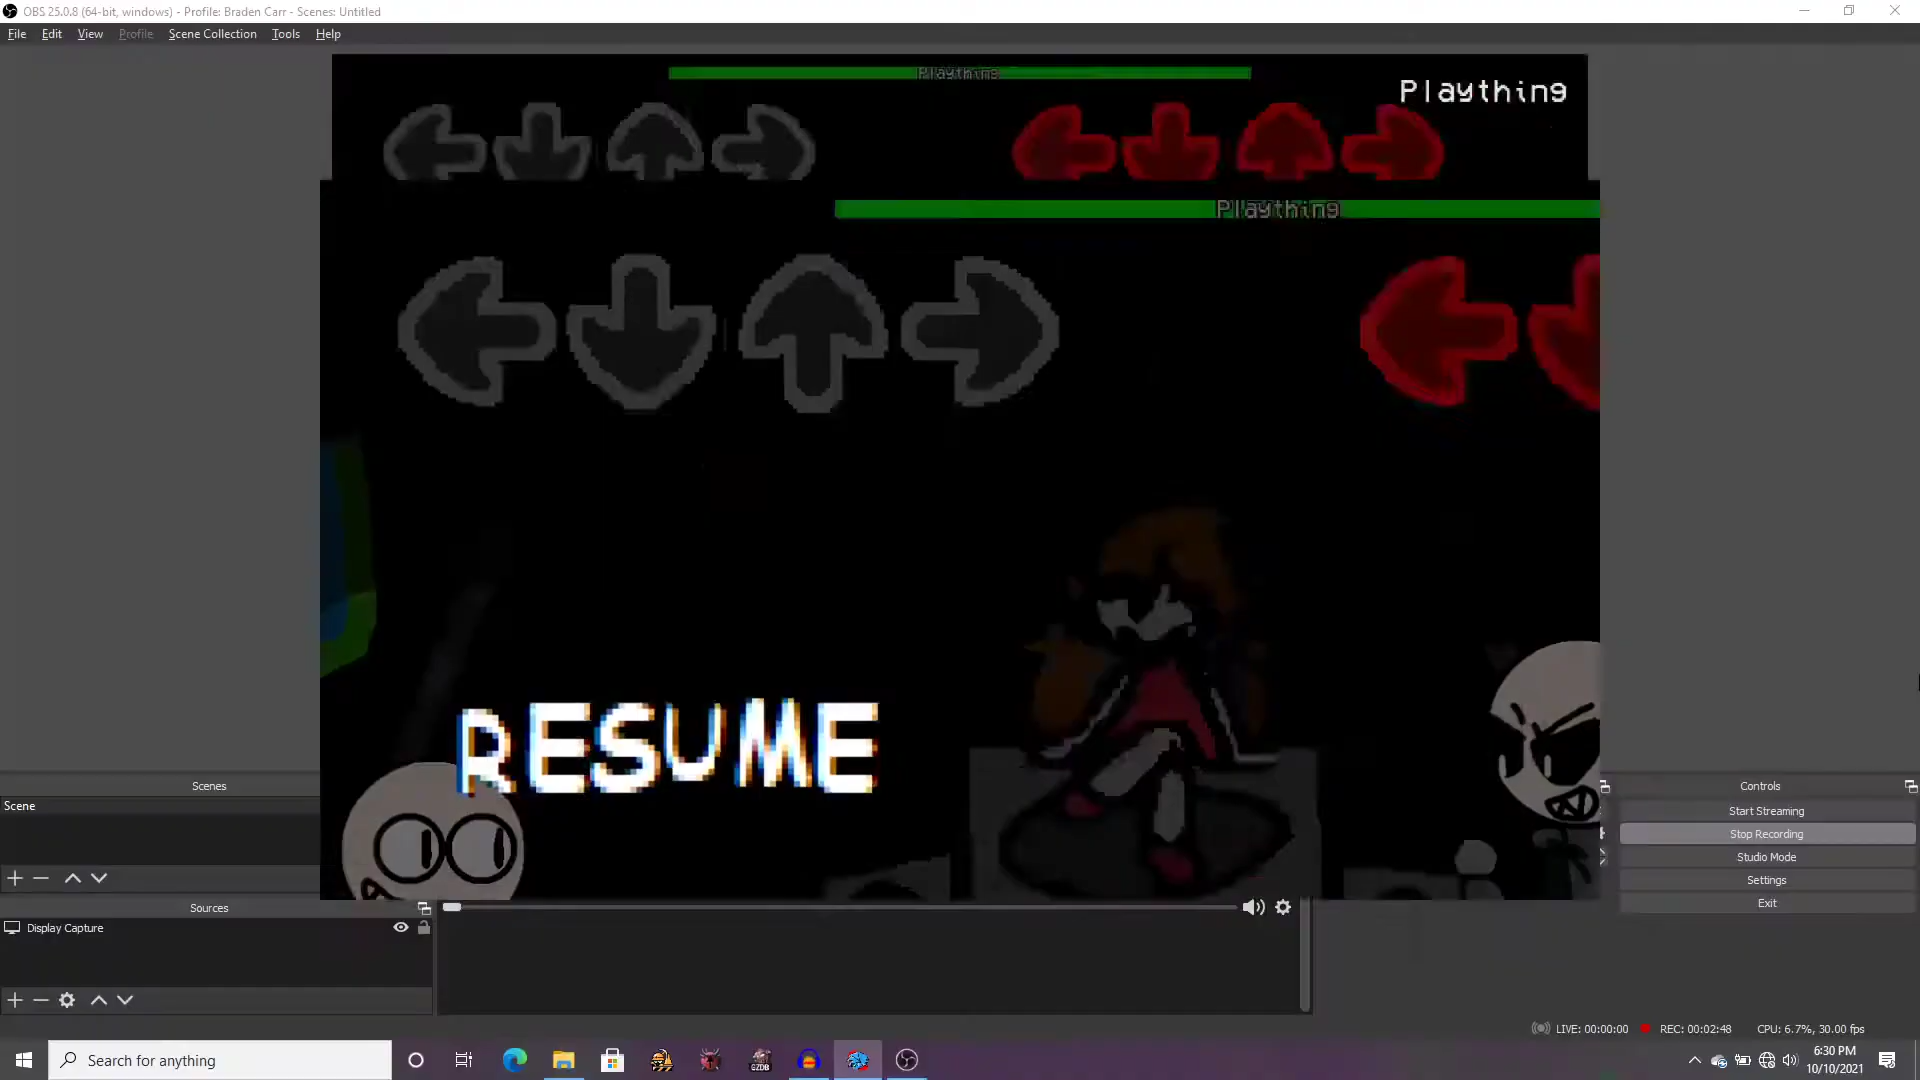 OBS 25.0.8 (64-bit, windows) - Profile: Braden Carr - Scenes: Untitled
File Edit View Profile Scene Collection Tools Help
Plaything
Plaything
Plaything
RESUME
Scenes
Controls
Scene
Start Streaming
Stop Recording
Studio Mode
Settings
Exit
Sources
Display Capture
LIVE: 00:00:00 REC: 00:02:48 CPU: 6.7%, 30.00 fps
Search for anything
GZDB
6:30 PM
10/10/2021